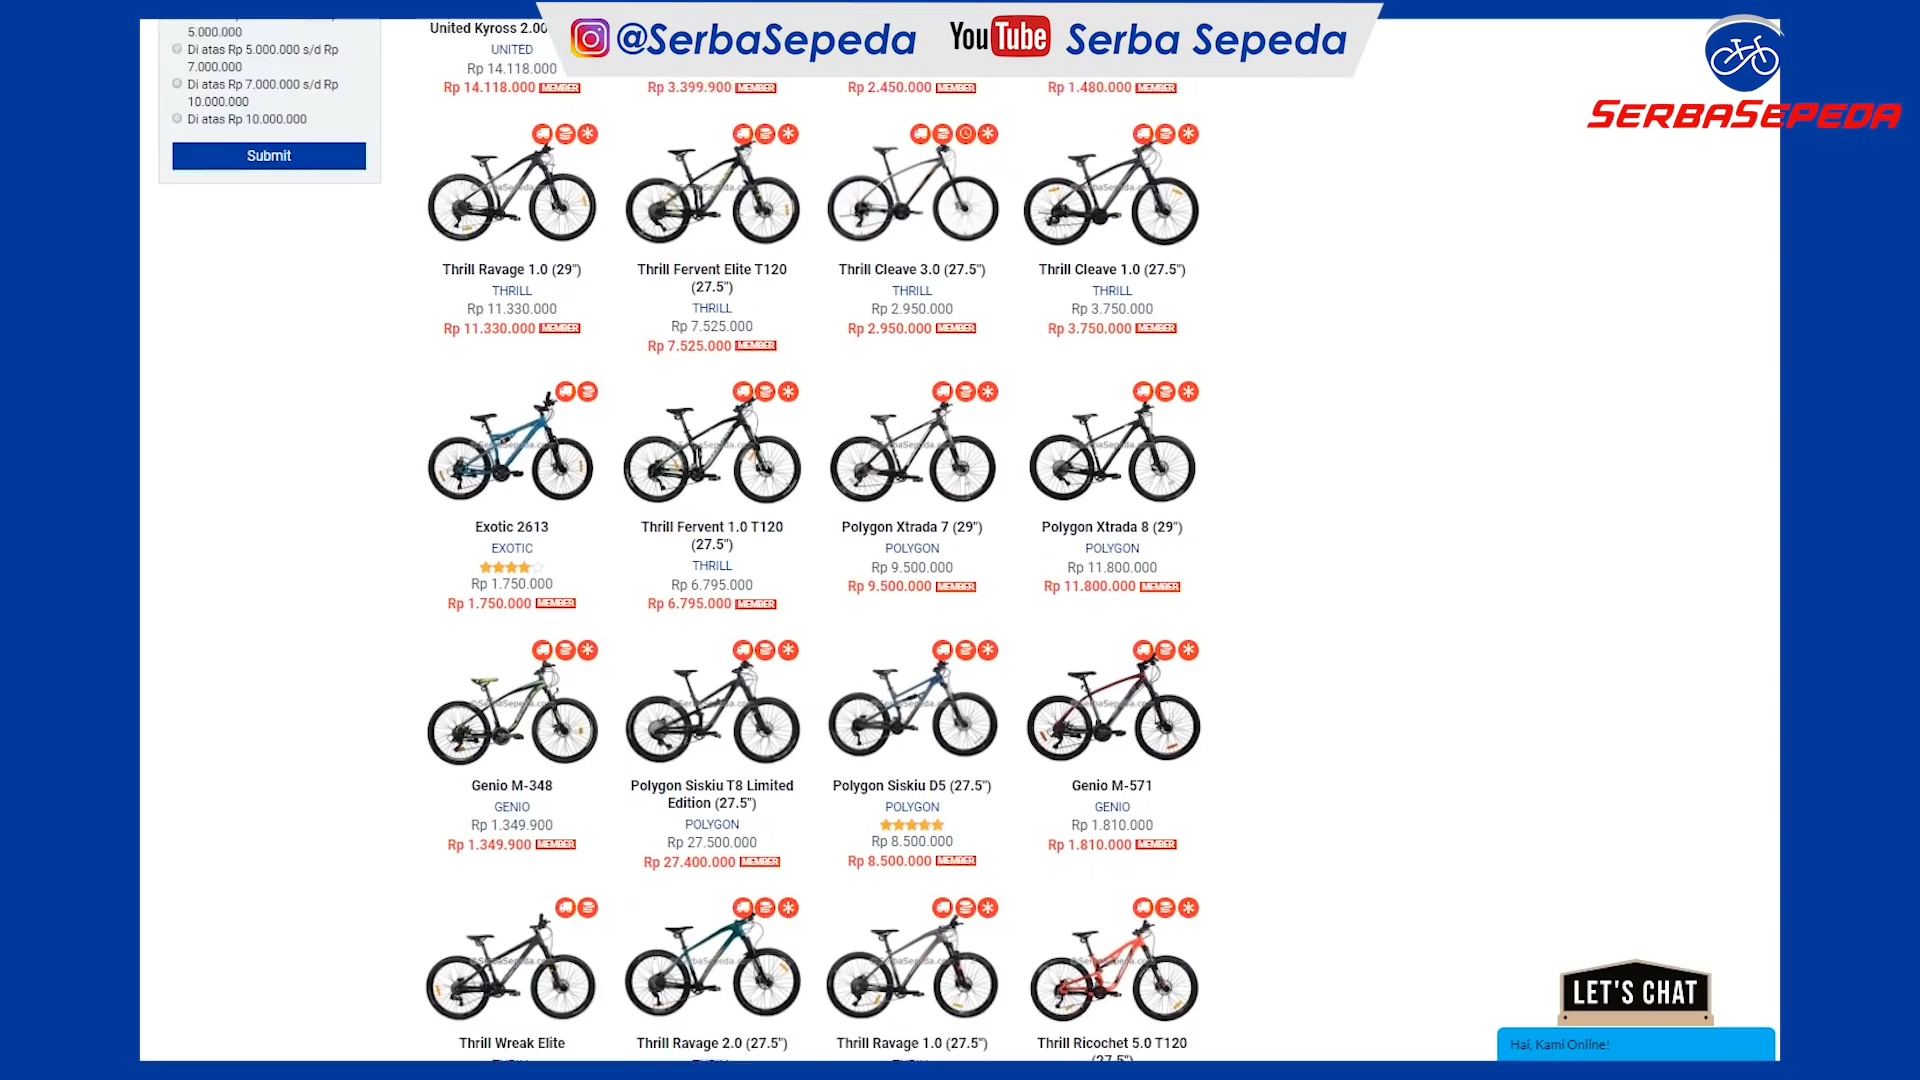 @SerbaSepeda YouTube Serba Sepeda
SERBASEPEDA
5.000.000
Di atas Rp 5.000.000 s/d Rp
7.000.000
Di atas Rp 7.000.000 s/d Rp
10.000.000
Di atas Rp 10.000.000
Submit
United Kyross 2.00
UNITED
Rp 14.118.000
Rp 14.118.000 MEMBER
Rp 3.399.900 MEMBER
Rp 2.450.000 MEMBER
Rp 1.480.000 MEMBER
Thrill Ravage 1.0 (29")
THRILL
Rp 11.330.000
Rp 11.330.000 MEMBER
Thrill Fervent Elite T120
(27.5")
THRILL
Rp 7.525.000
Rp 7.525.000 MEMBER
Thrill Cleave 3.0 (27.5")
THRILL
Rp 2.950.000
Rp 2.950.000 MEMBER
Thrill Cleave 1.0 (27.5")
THRILL
Rp 3.750.000
Rp 3.750.000 MEMBER
Exotic 2613
EXOTIC
Rp 1.750.000
Rp 1.750.000 MEMBER
Thrill Fervent 1.0 T120
(27.5")
THRILL
Rp 6.795.000
Rp 6.795.000 MEMBER
Polygon Xtrada 7 (29")
POLYGON
Rp 9.500.000
Rp 9.500.000 MEMBER
Polygon Xtrada 8 (29")
POLYGON
Rp 11.800.000
Rp 11.800.000 MEMBER
Genio M-348
GENIO
Rp 1.349.900
Rp 1.349.900 MEMBER
Polygon Siskiu T8 Limited
Edition (27.5")
POLYGON
Rp 27.500.000
Rp 27.400.000 MEMBER
Polygon Siskiu D5 (27.5")
POLYGON
Rp 8.500.000
Rp 8.500.000 MEMBER
Genio M-571
GENIO
Rp 1.810.000
Rp 1.810.000 MEMBER
Thrill Wreak Elite
Thrill Ravage 2.0 (27.5")
Thrill Ravage 1.0 (27.5")
Thrill Ricochet 5.0 T120
(27.5")
LET'S CHAT
Hai, Kami Online!